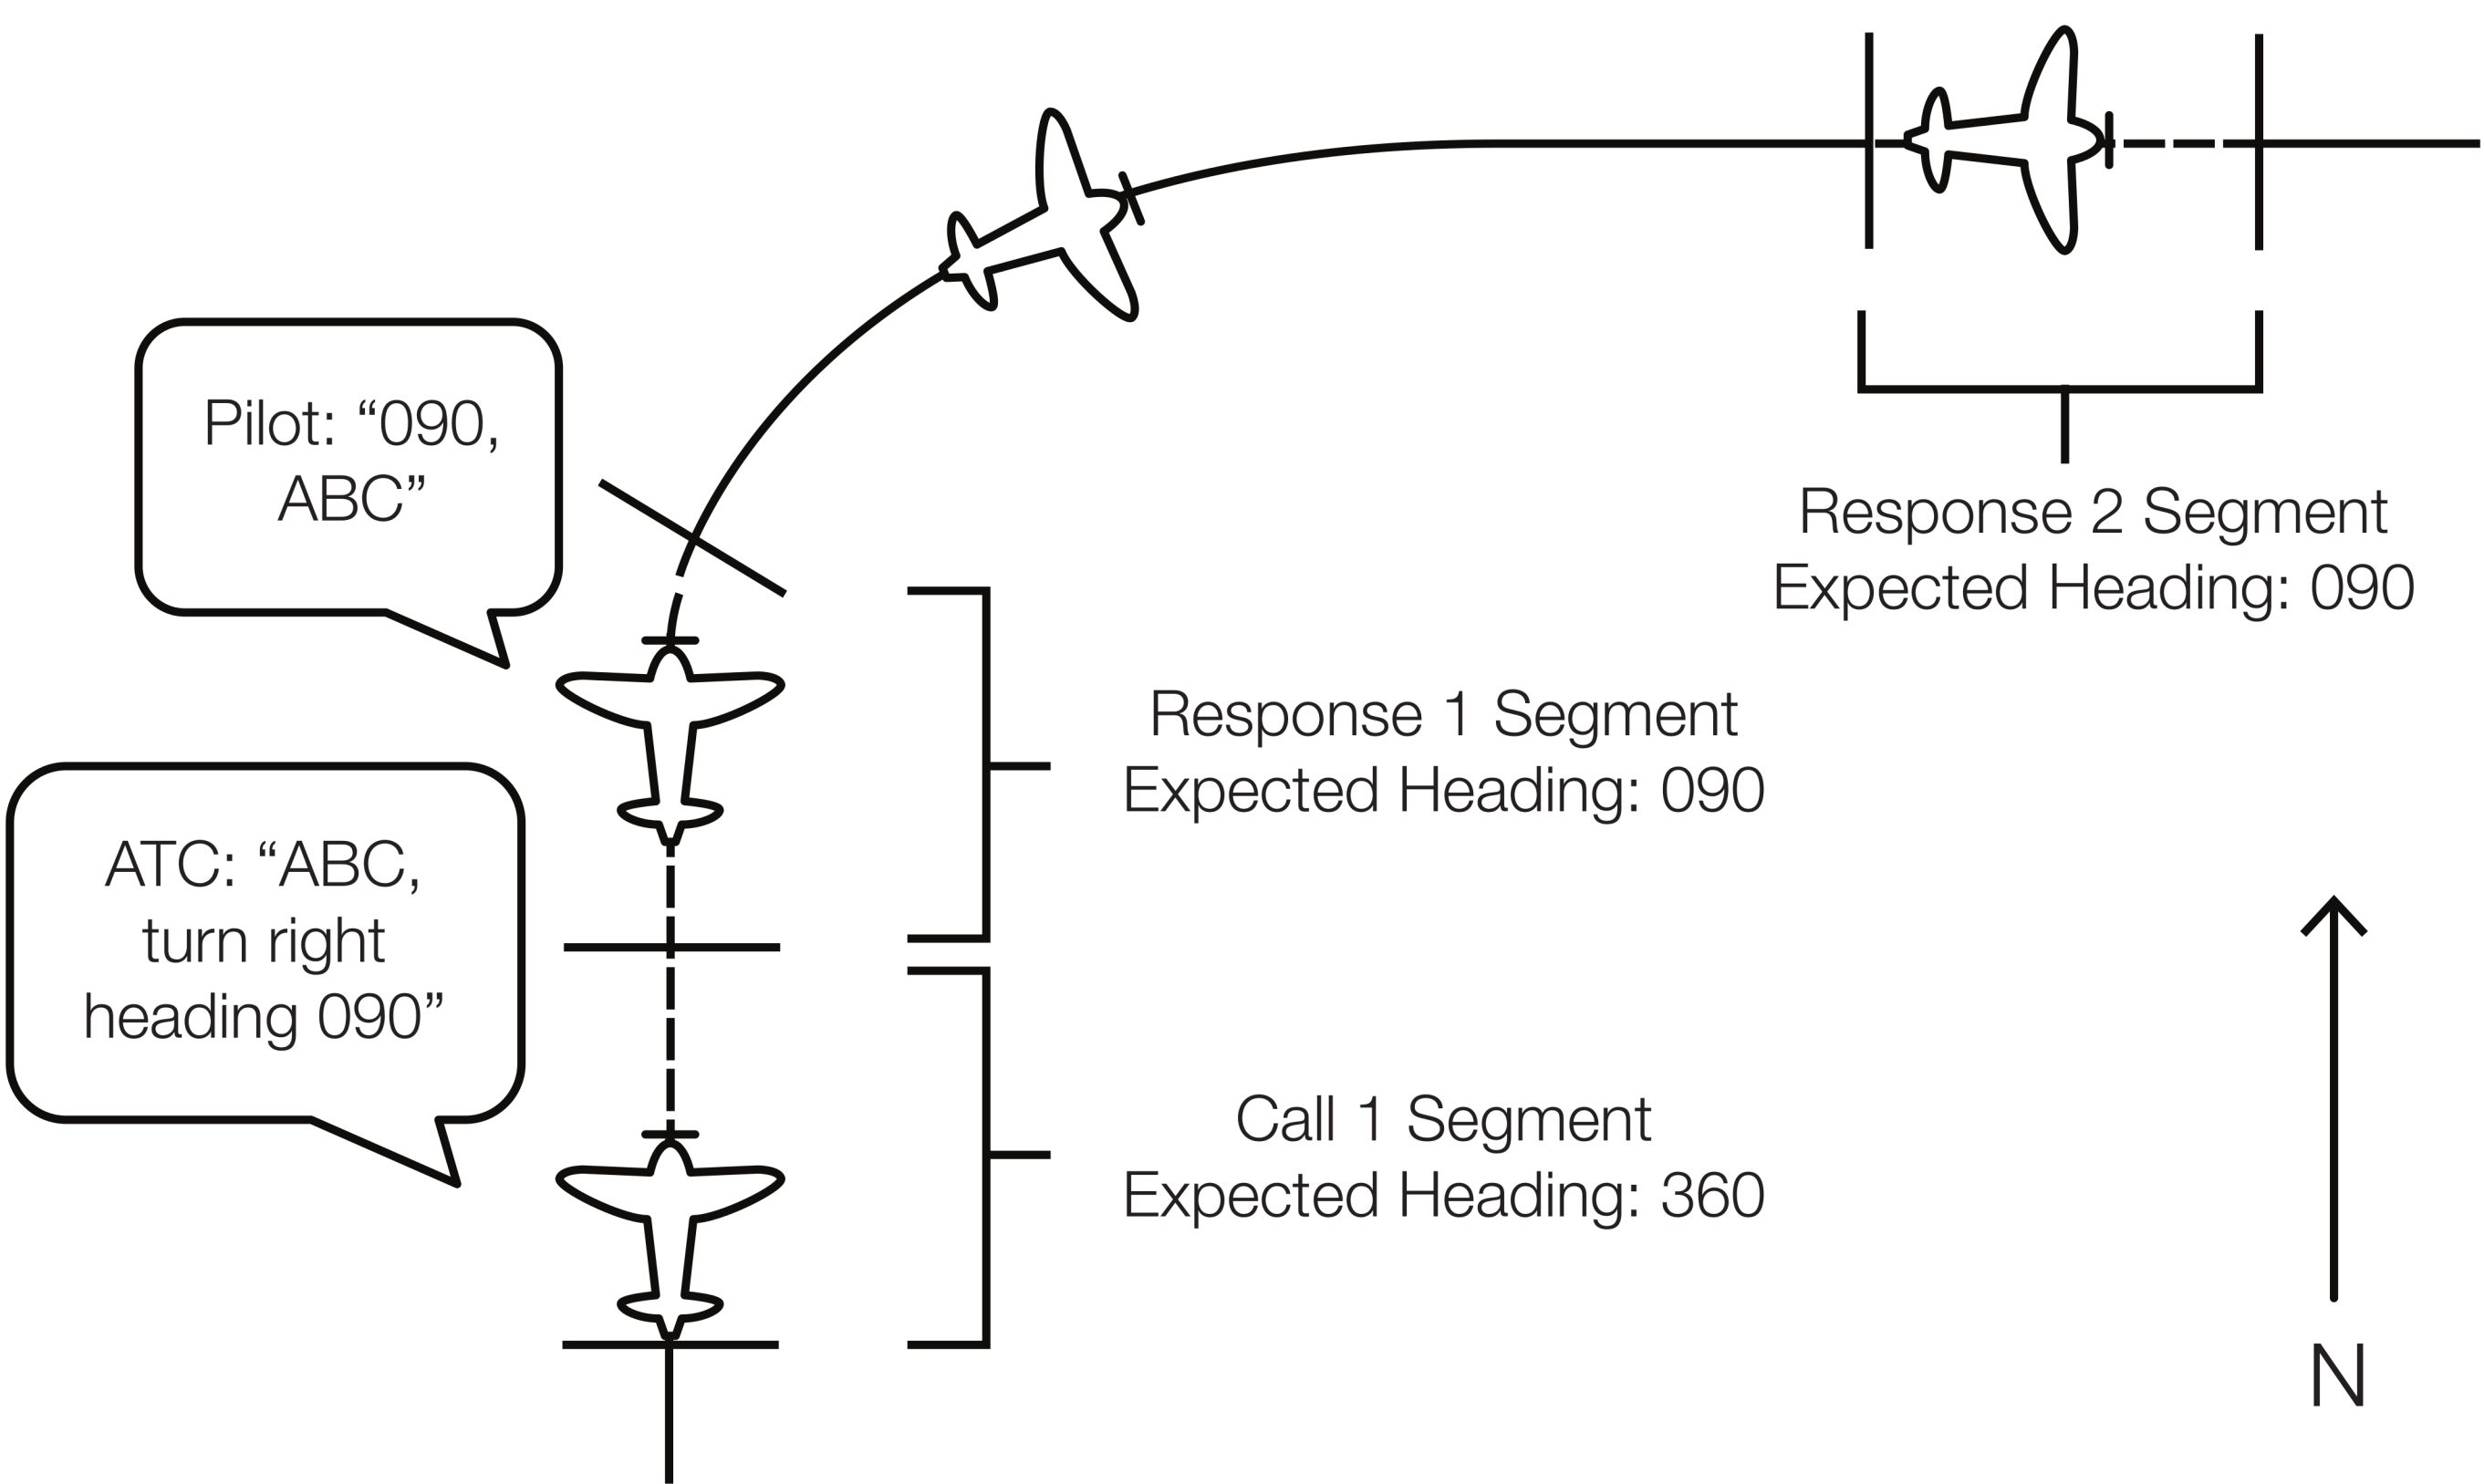 Pilot: “090,
ABC”
Response 2 Segment
Expected Heading: 090
Response 1 Segment
Expected Heading: 090
ATC: “ABC,
turn right
heading 090”
Call 1 Segment
Expected Heading: 360
N